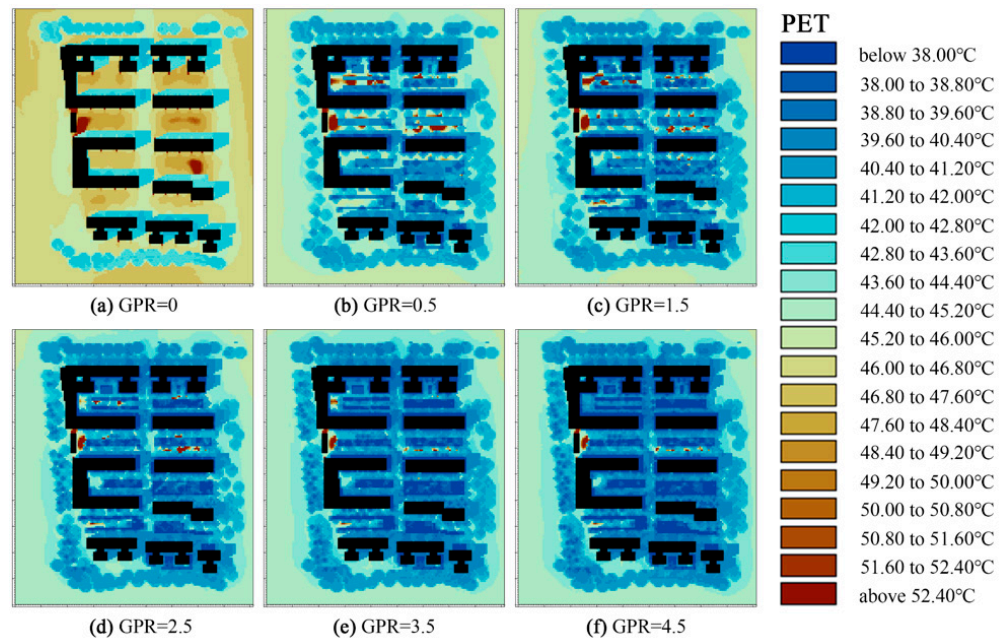 PET
below 38.00℃
38.00 to 38.80℃
38.80 to 39.60℃
39.60 to 40.40℃
40.40 to 41.20℃
41.20 to 42.00℃
42.00 to 42.80℃
42.80 to 43.60℃
43.60 to 44.40℃
44.40 to 45.20℃
45.20 to 46.00℃
46.00 to 46.80℃
46.80 to 47.60℃
47.60 to 48.40℃
48.40 to 49.20℃
49.20 to 50.00℃
50.00 to 50.80℃
50.80 to 51.60℃
51.60 to 52.40℃
above 52.40℃
(a) GPR=0
(b) GPR=0.5
(c) GPR=1.5
(d) GPR=2.5
(e) GPR=3.5
(f) GPR=4.5